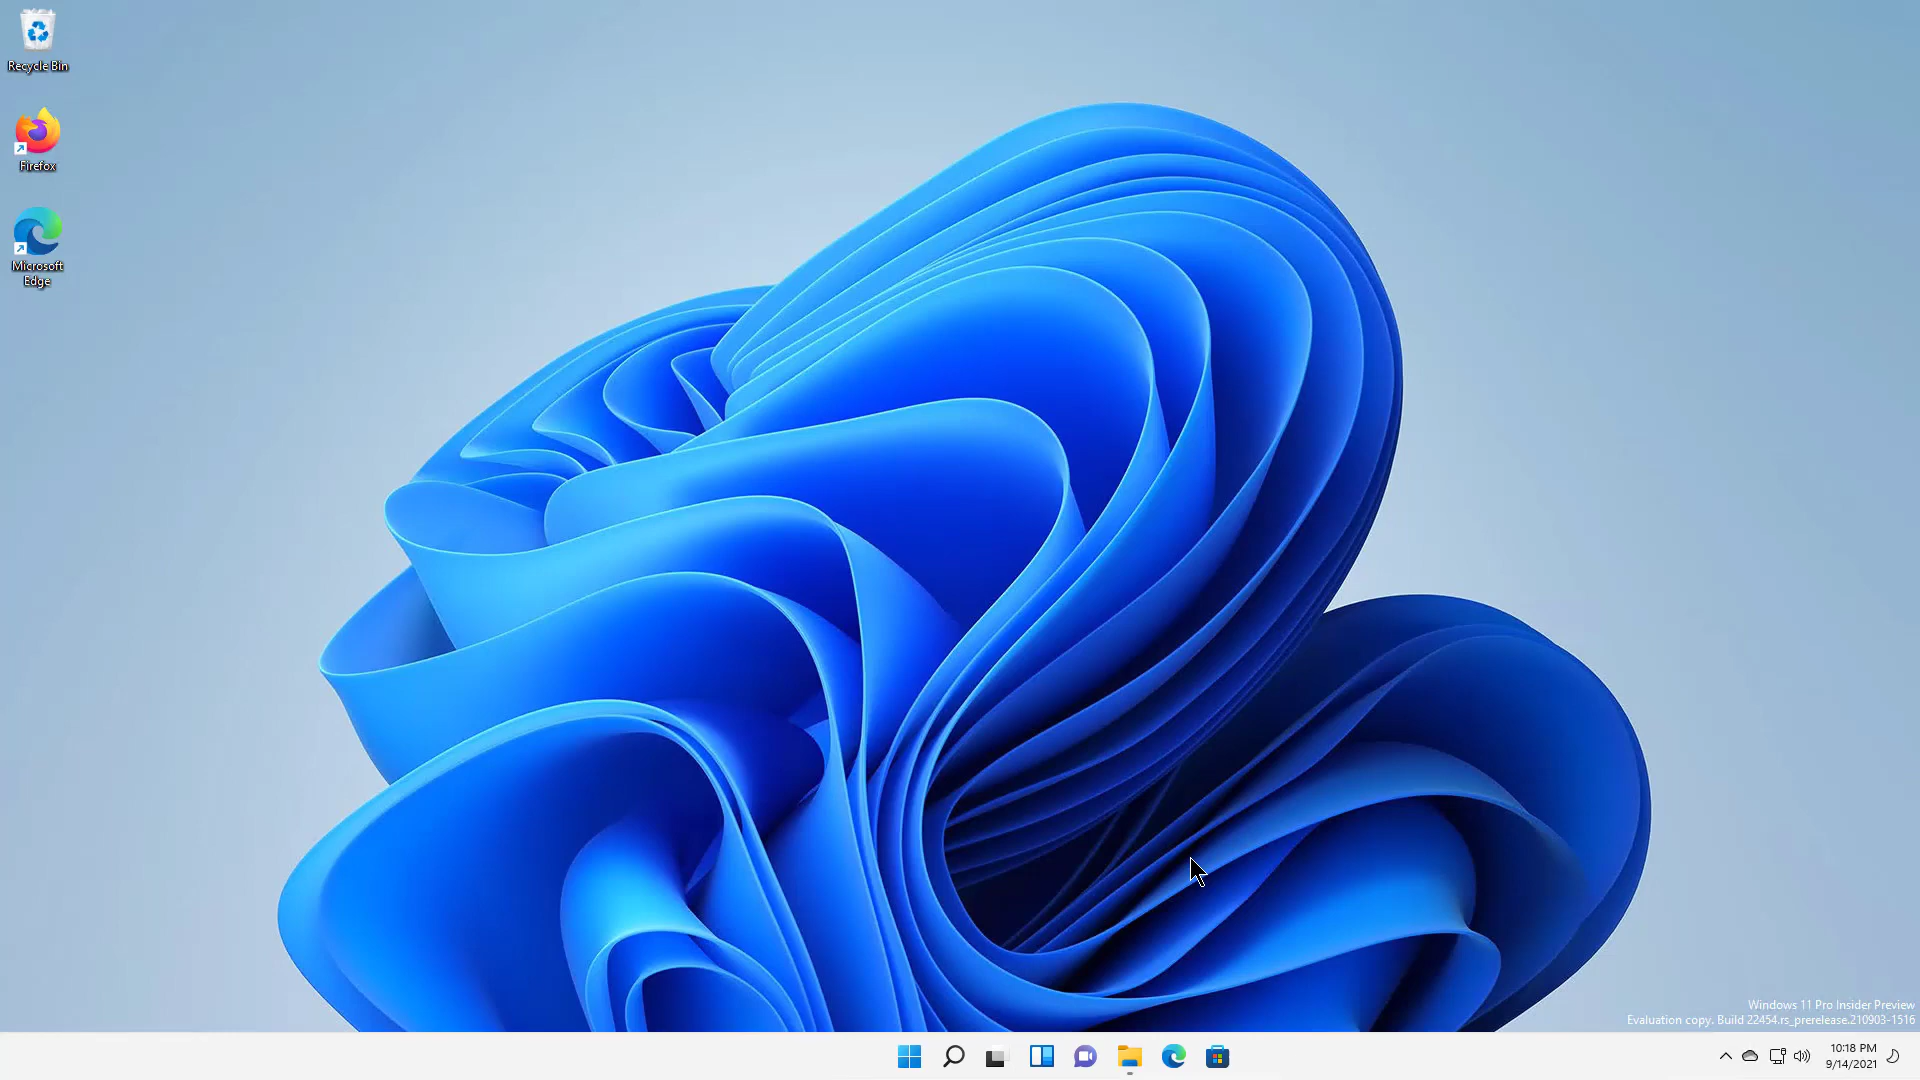 Recycle Bin
Firefox
Microsoft
Edge
Windows 11 Pro Insider Preview
Evaluation copy. Build 22454.rs_prerelease.210903-1516
10:18 PM
9/14/2021